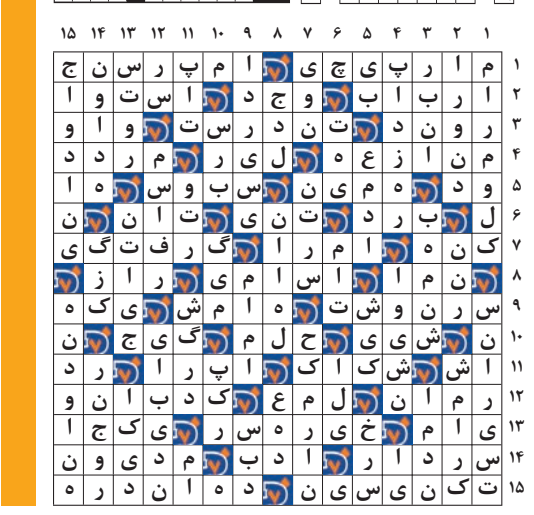 ۱ ۲ ۳ ۴ ۵ ۶ ۷ ۸ ۹ ۱۰ ۱۱ ۱۲ ۱۳ ۱۴ ۱۵
۱ م ا ر پ ی چ ی ا م پ ر س ن ج
۲ ا ر ب ا ب و ج د ا س ت و ا
۳ ر و ن د ت ن د ر س ت و ا و
۴ م ن ا ز ع ه ل ی ر م ر د د
۵ و د ه م ی ن س ب و س ه ا
۶ ل ب ر د ت ن ی ت ا ن ن
۷ ک ن ه ا م ر ا گ ر ف ت گ ی
۸ ن م ا ا س ا م ی ر ا ز
۹ س ر ن و ش ت ه ا م ش ی ک ه
۱۰ ن ش ی ی ح ل م گ ی ج ن
۱۱ ا ش ش ک ا ک ا پ ر ا ر د
۱۲ ر م ا ن ل م ع ک د ب ا ن و
۱۳ ی ا م خ ی ر ه س ر ی ک ج ا
۱۴ س ر د ا ر ا د ب م د ی و ن
۱۵ ت ک ن ی س ی ن د ه ا ن د ر ه